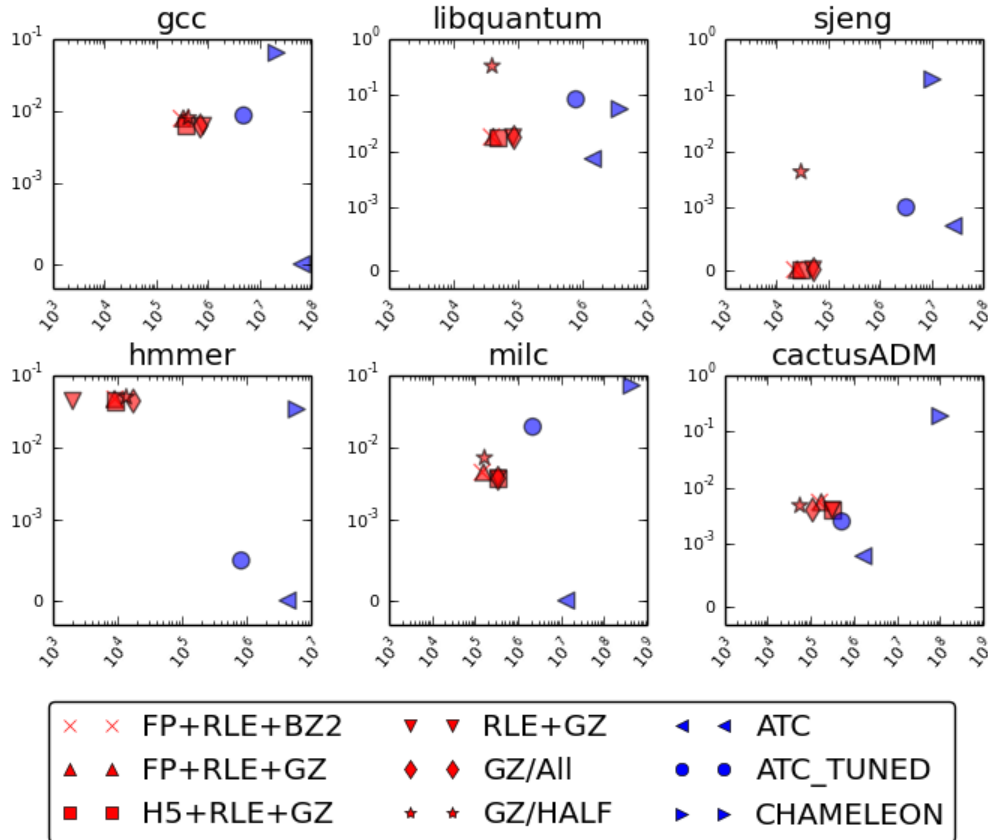 gcc libquantum sjeng
10^-1 10^0 10^0
10^-2 10^-1 10^-1
10^-3 10^-2 10^-2
0 10^-3 10^-3
0 0
10^3 10^4 10^5 10^6 10^7 10^8 10^3 10^4 10^5 10^6 10^7 10^3 10^4 10^5 10^6 10^7 10^8
hmmer milc cactusADM
10^-1 10^-1 10^0
10^-2 10^-2 10^-1
10^-3 10^-3 10^-2
0 0 10^-3
0
10^3 10^4 10^5 10^6 10^7 10^3 10^4 10^5 10^6 10^7 10^8 10^9 10^3 10^4 10^5 10^6 10^7 10^8 10^9
FP+RLE+BZ2 RLE+GZ ATC
FP+RLE+GZ GZ/All ATC_TUNED
H5+RLE+GZ GZ/HALF CHAMELEON